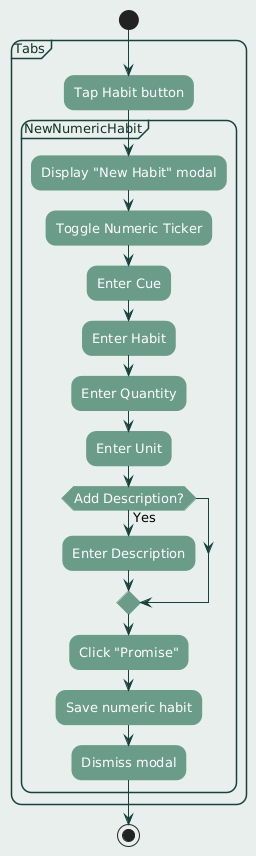 Tabs
Tap Habit button
NewNumericHabit
Display "New Habit" modal
Toggle Numeric Ticker
Enter Cue
Enter Habit
Enter Quantity
Enter Unit
Add Description?
Yes
Enter Description
Click "Promise"
Save numeric habit
Dismiss modal